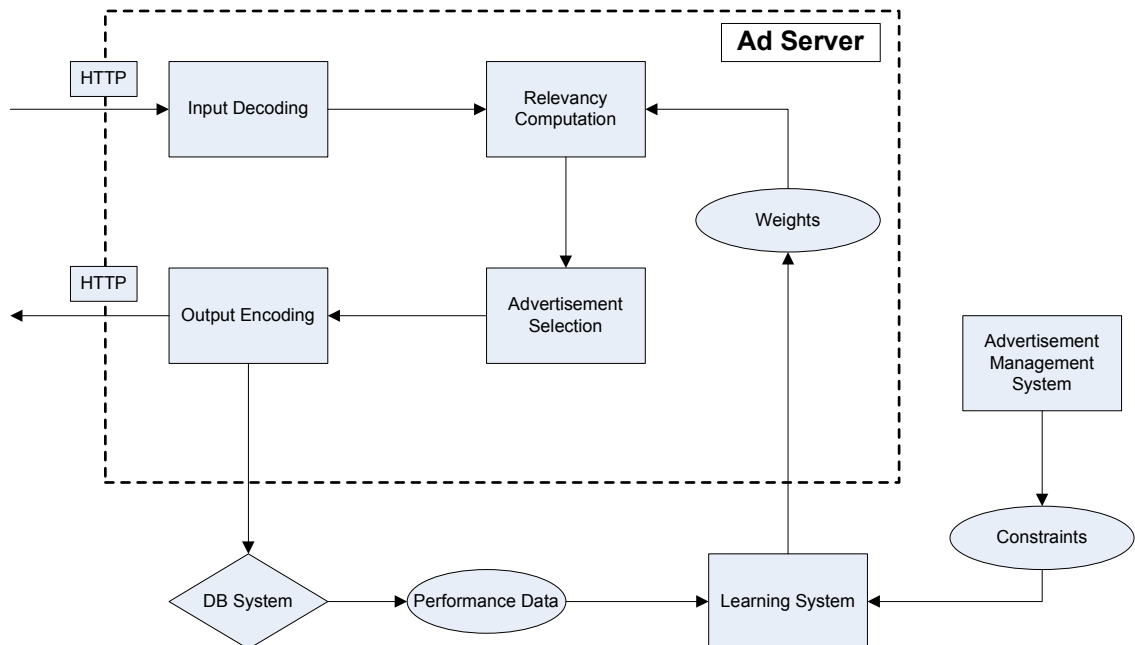 Ad Server
HTTP
Input Decoding
Relevancy
Computation
Weights
HTTP
Output Encoding
Advertisement
Selection
Advertisement
Management
System
Constraints
DB System
Performance Data
Learning System